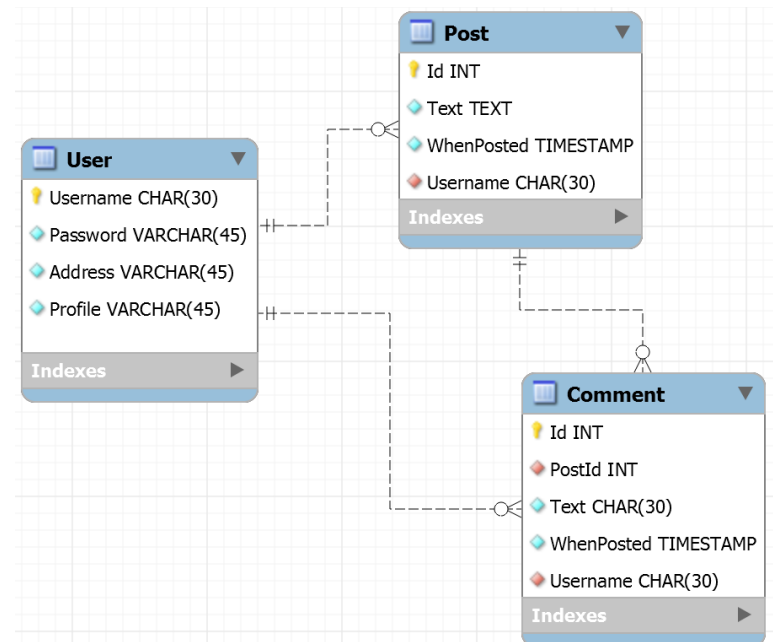 Post
Id INT
Text TEXT
WhenPosted TIMESTAMP
Username CHAR(30)
Indexes
User
Username CHAR(30)
Password VARCHAR(45)
Address VARCHAR(45)
Profile VARCHAR(45)
Indexes
Comment
Id INT
PostId INT
Text CHAR(30)
WhenPosted TIMESTAMP
Username CHAR(30)
Indexes